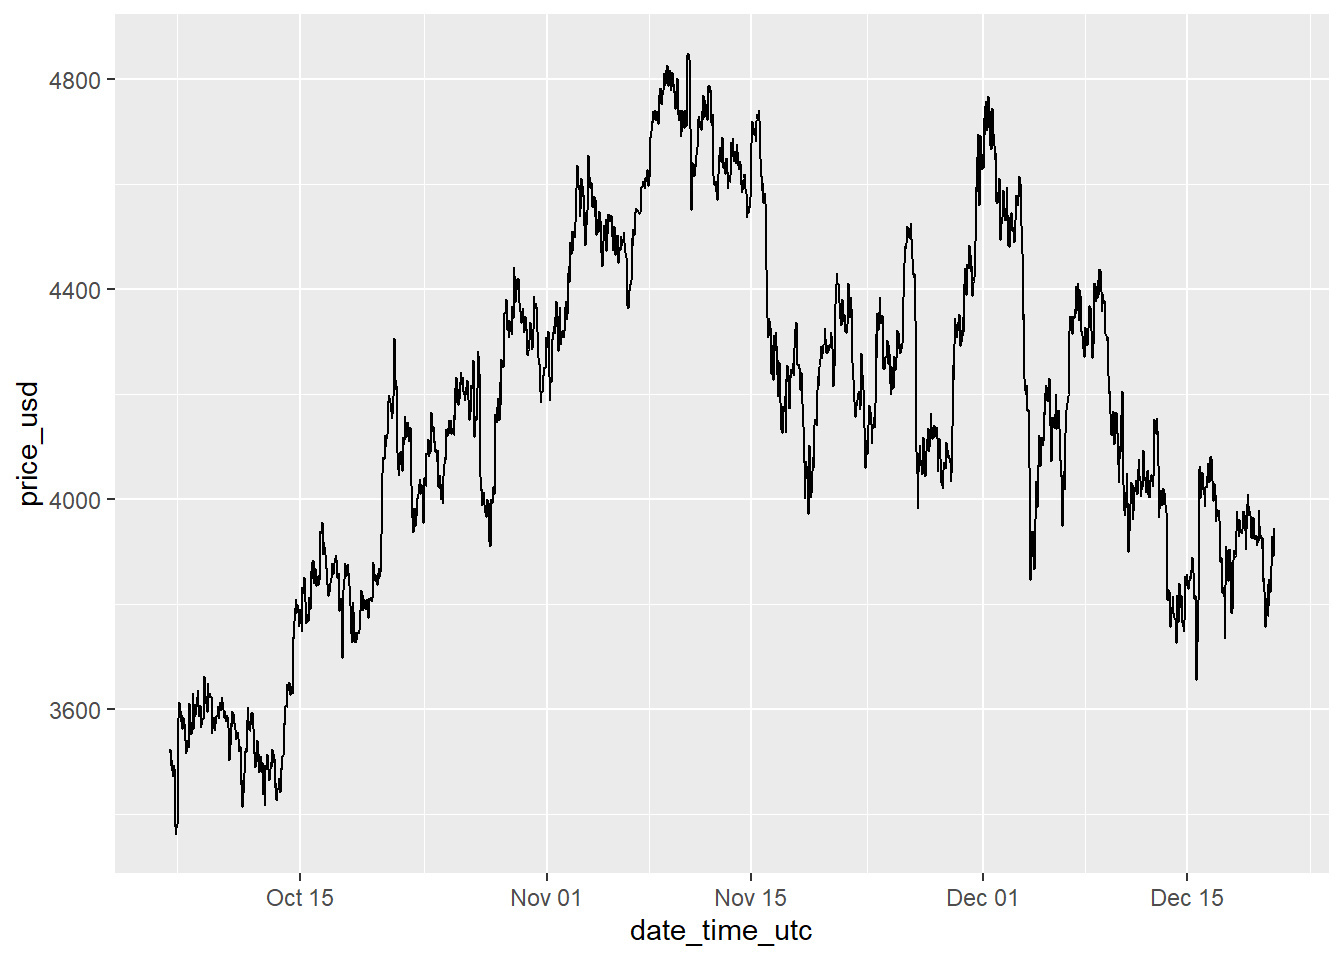 4800
4400
4000
3600
price_usd
Oct 15
Nov 01
Nov 15
Dec 01
Dec 15
date_time_utc